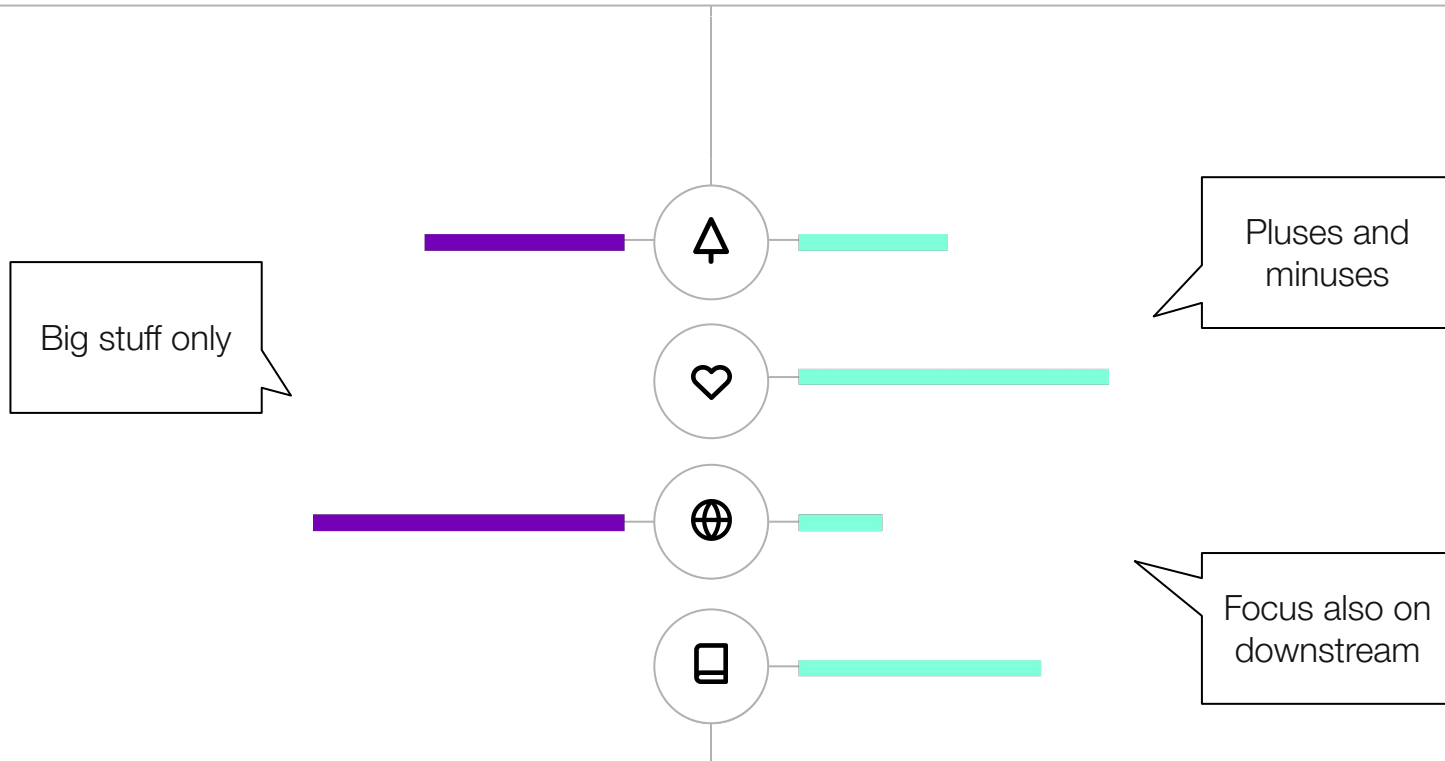 Pluses and
minuses
Big stuff only
Focus also on
downstream